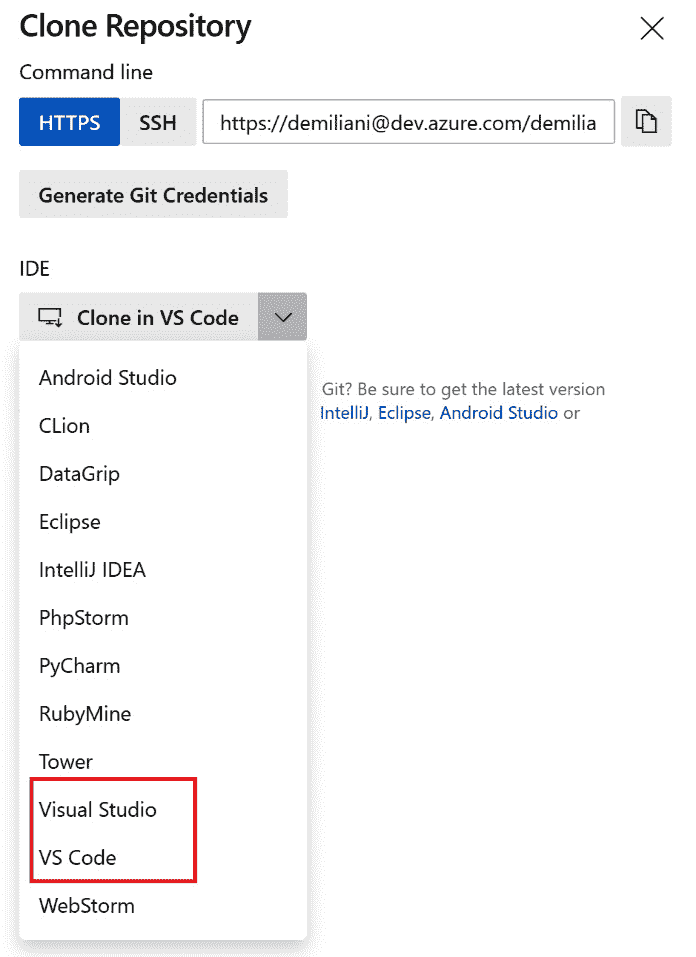 Clone Repository
Command line
HTTPS SSH https://demiliani@dev.azure.com/demilia
Generate Git Credentials
IDE
Clone in VS Code
Android Studio
Git? Be sure to get the latest version
IntelliJ, Eclipse, Android Studio or
CLion
DataGrip
Eclipse
IntelliJ IDEA
PhpStorm
PyCharm
RubyMine
Tower
Visual Studio
VS Code
WebStorm